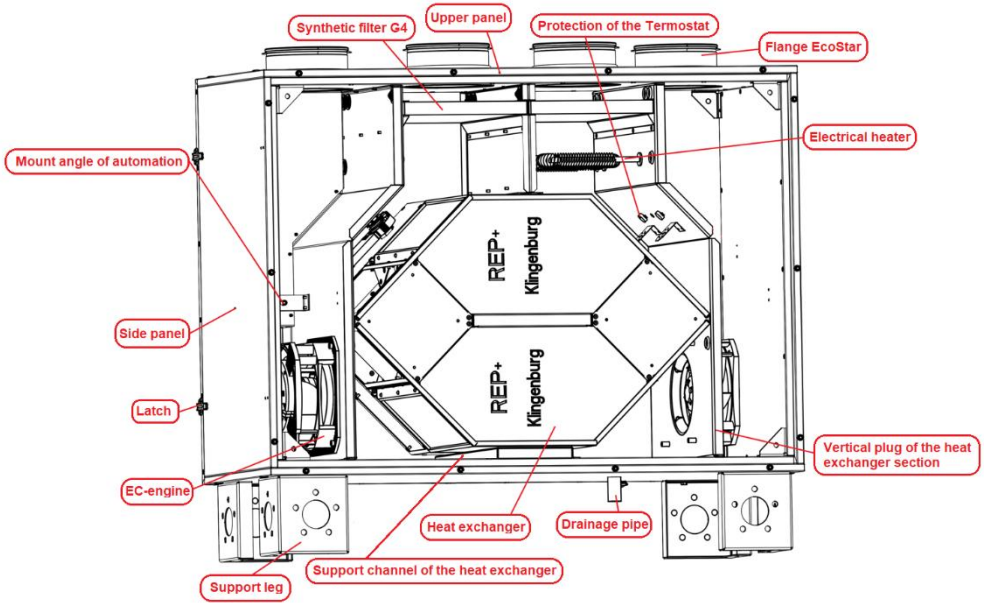 Synthetic filter G4
Upper panel
Protection of the Termostat
Flange EcoStar
Mount angle of automation
Electrical heater
REP+
Klingenburg
Side panel
REP+
Klingenburg
Latch
Vertical plug of the heat
exchanger section
EC-engine
Heat exchanger
Drainage pipe
Support leg
Support channel of the heat exchanger